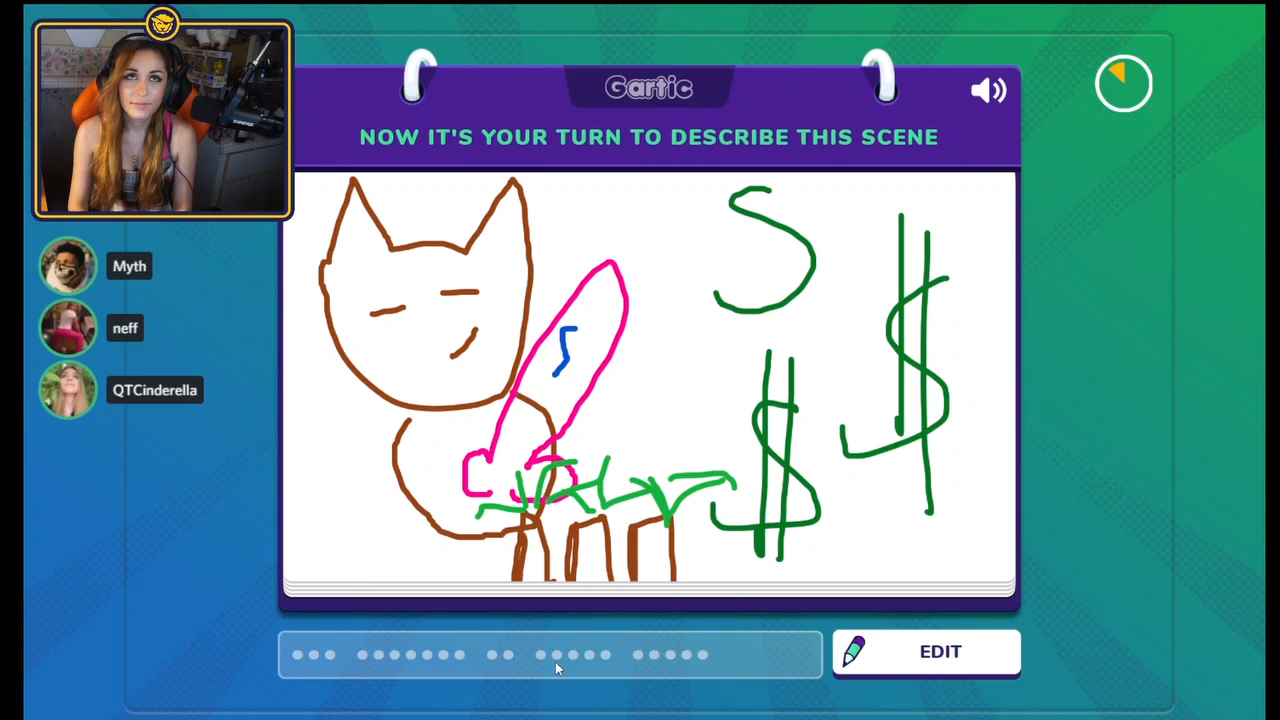 Gartic
NOW IT'S YOUR TURN TO DESCRIBE THIS SCENE
Myth
neff
QTCinderella
S
$
$
EDIT